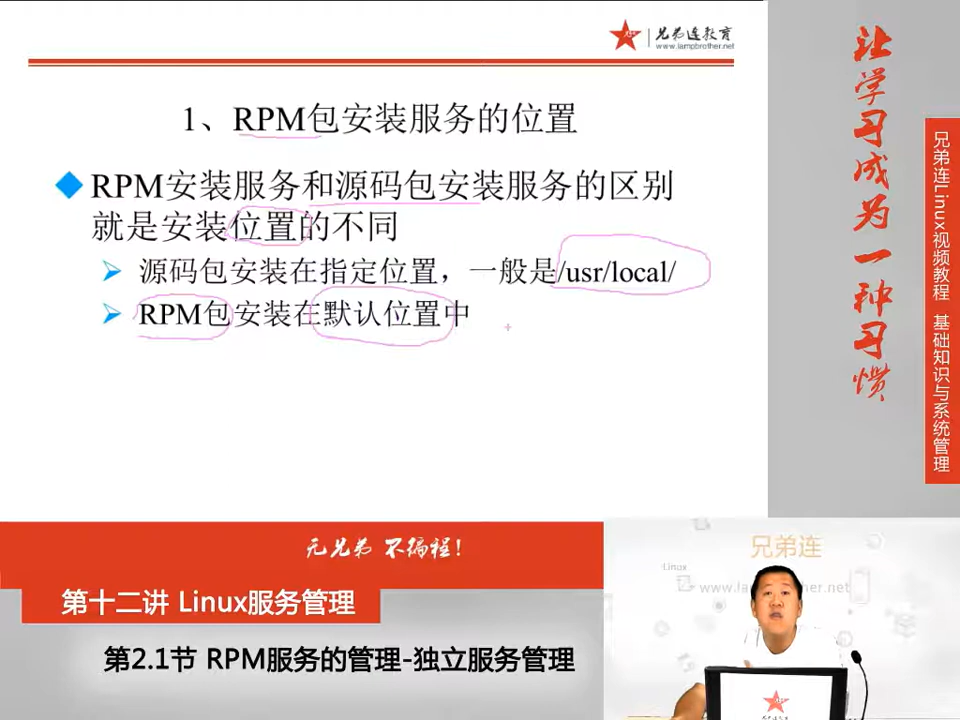 兄弟连教育
www.lampbrother.net
1、RPM包安装服务的位置
RPM安装服务和源码包安装服务的区别
就是安装位置的不同
源码包安装在指定位置，一般是/usr/local/
RPM包安装在默认位置中
让学习成为一种习惯
兄弟连Linux视频教程 基础知识与系统管理
无兄弟 不编程!
第十二讲 Linux服务管理
第2.1节 RPM服务的管理-独立服务管理
兄弟连
Linux